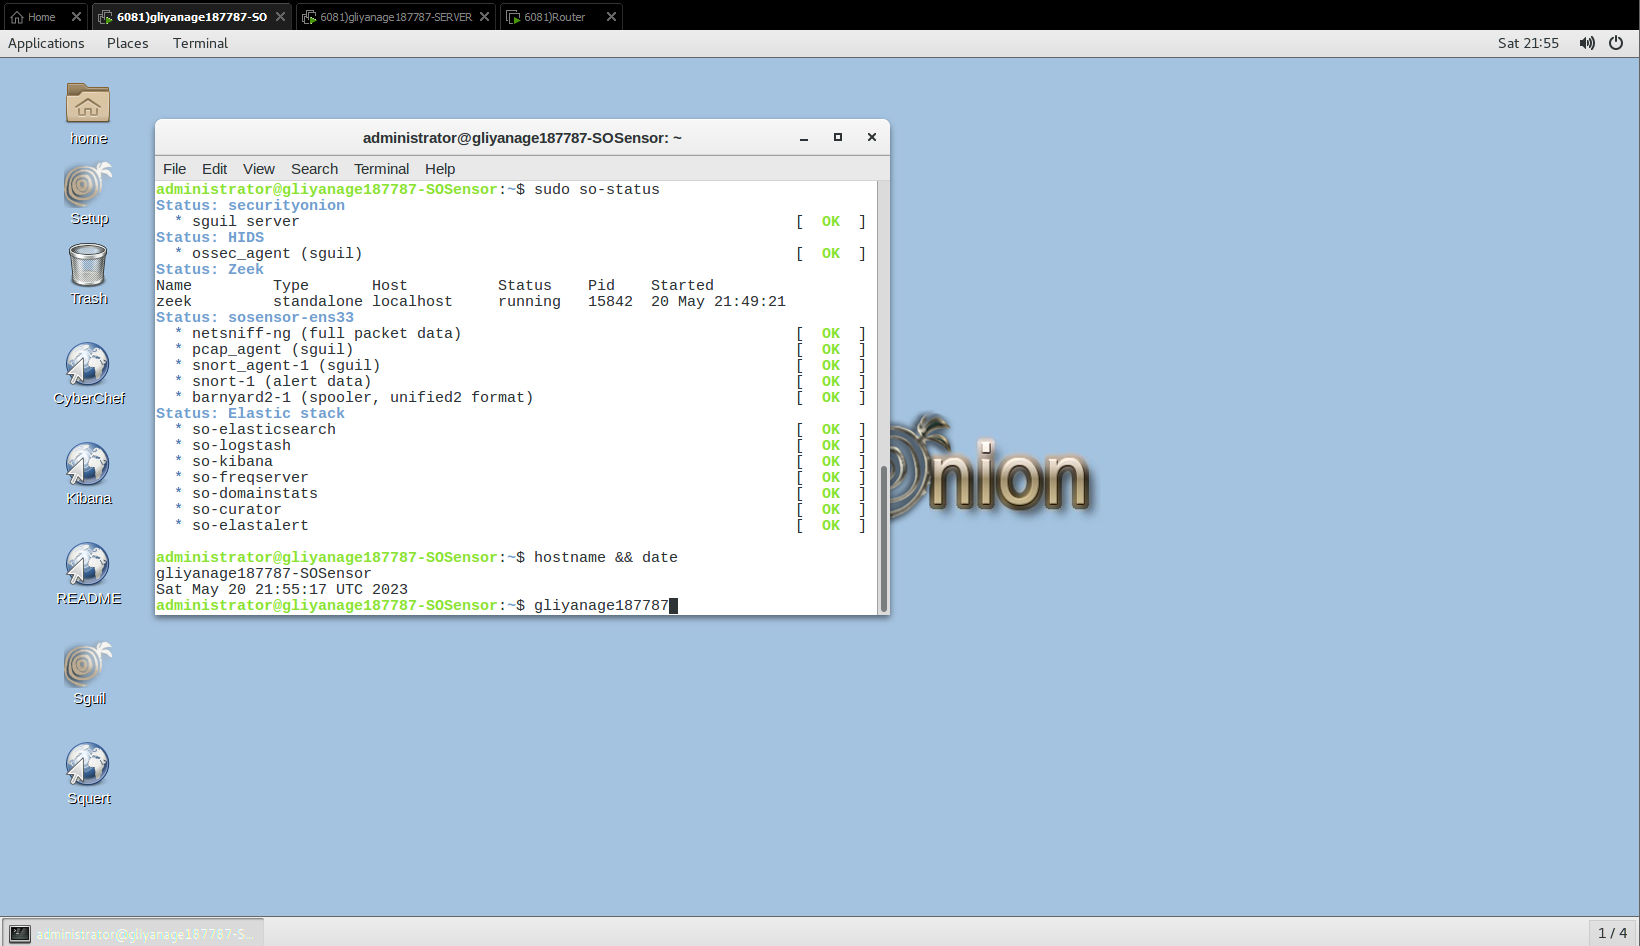 Home
6081)gliyanage187787-SO
6081)gliyanage187787-SERVER
6081)Router
Applications Places Terminal
Sat 21:55
home
Setup
Trash
CyberChef
Kibana
README
Sguil
Squert
administrator@gliyanage187787-SOSensor: ~
File Edit View Search Terminal Help
administrator@gliyanage187787-SOSensor:~$ sudo so-status
Status: securityonion
* sguil server [ OK ]
Status: HIDS
* ossec_agent (sguil) [ OK ]
Status: Zeek
Name Type Host Status Pid Started
zeek standalone localhost running 15842 20 May 21:49:21
Status: sosensor-ens33
* netsniff-ng (full packet data) [ OK ]
* pcap_agent (sguil) [ OK ]
* snort_agent-1 (sguil) [ OK ]
* snort-1 (alert data) [ OK ]
* barnyard2-1 (spooler, unified2 format) [ OK ]
Status: Elastic stack
* so-elasticsearch [ OK ]
* so-logstash [ OK ]
* so-kibana [ OK ]
* so-freqserver [ OK ]
* so-domainstats [ OK ]
* so-curator [ OK ]
* so-elastalert [ OK ]
administrator@gliyanage187787-SOSensor:~$ hostname && date
gliyanage187787-SOSensor
Sat May 20 21:55:17 UTC 2023
administrator@gliyanage187787-SOSensor:~$ gliyanage187787
nion
administrator@gliyanage187787-S...
1 / 4